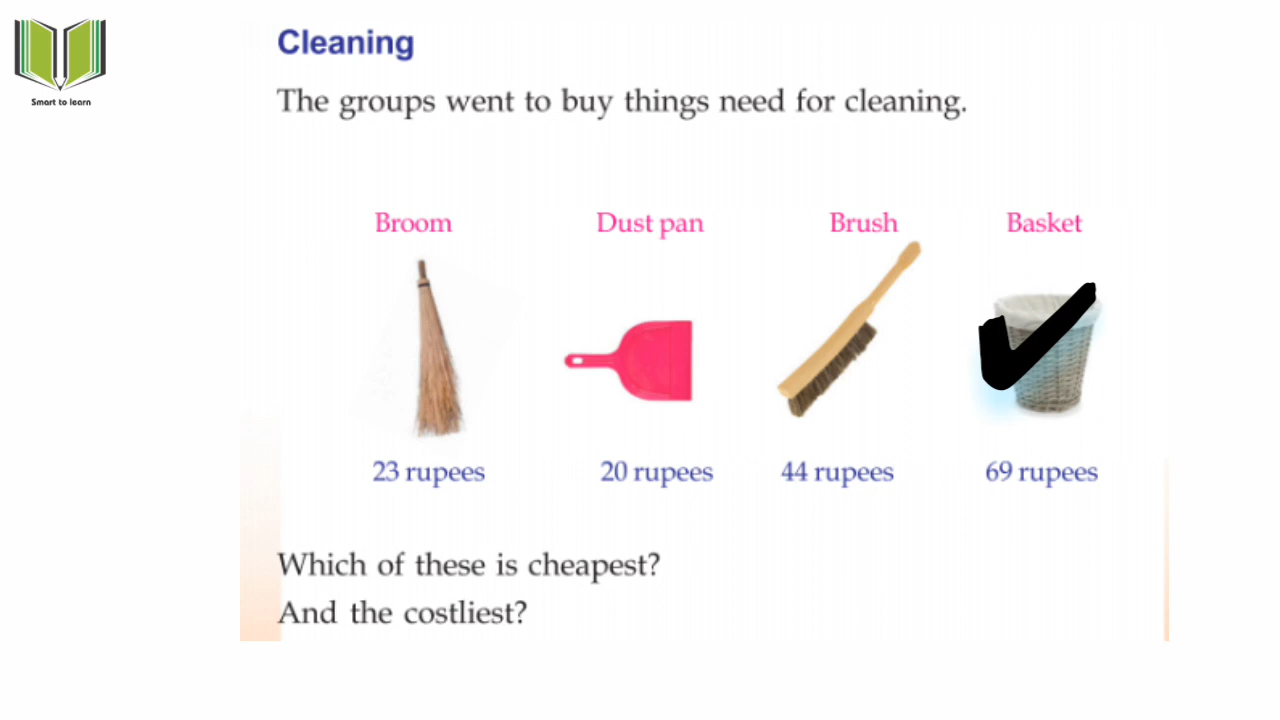 Smart to learn
Cleaning
The groups went to buy things need for cleaning.
Broom Dust pan Brush Basket
23 rupees 20 rupees 44 rupees 69 rupees
Which of these is cheapest?
And the costliest?